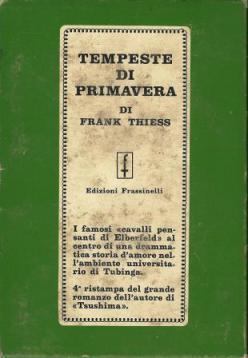 TEMPESTE
DI
PRIMAVERA
DI
FRANK THIESS
f
Edizioni Frassinelli
I famosi «cavalli pen-
santi di Elberfeld» al
centro di una dramma-
tica storia d'amore nel-
l'ambiente universita-
rio di Tubinga.
4ª ristampa del grande
romanzo dell'autore di
«Tsushima».